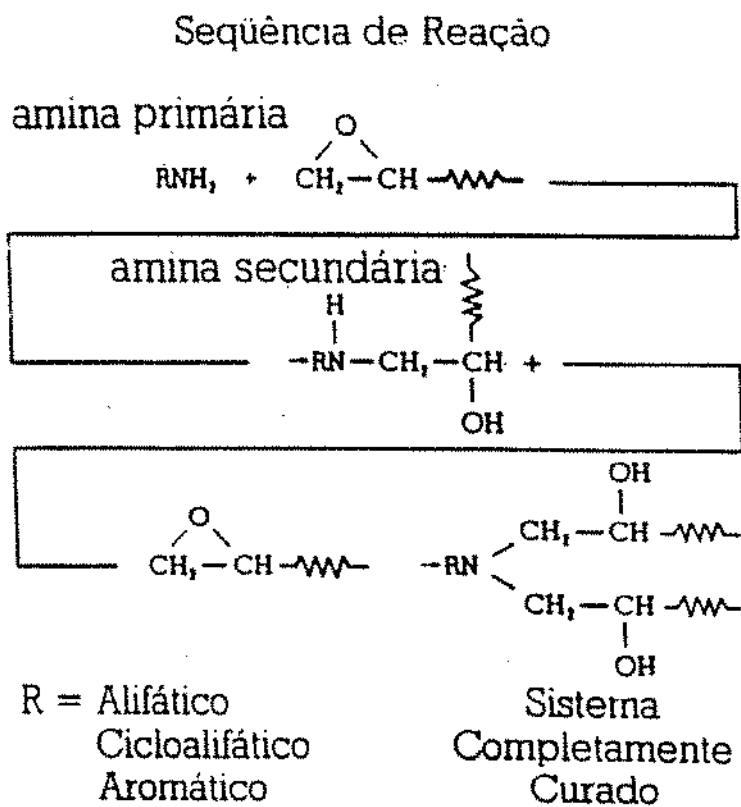 Seqüência de Reação
amina primária
O
RNH₂ + CH₂—CH
amina secundária
H
—RN—CH₂—CH +
OH
OH
O
CH₂—CH
CH₂—CH
—RN
CH₂—CH
OH
R = Alifático
Cicloalifático
Aromático
Sistema
Completamente
Curado